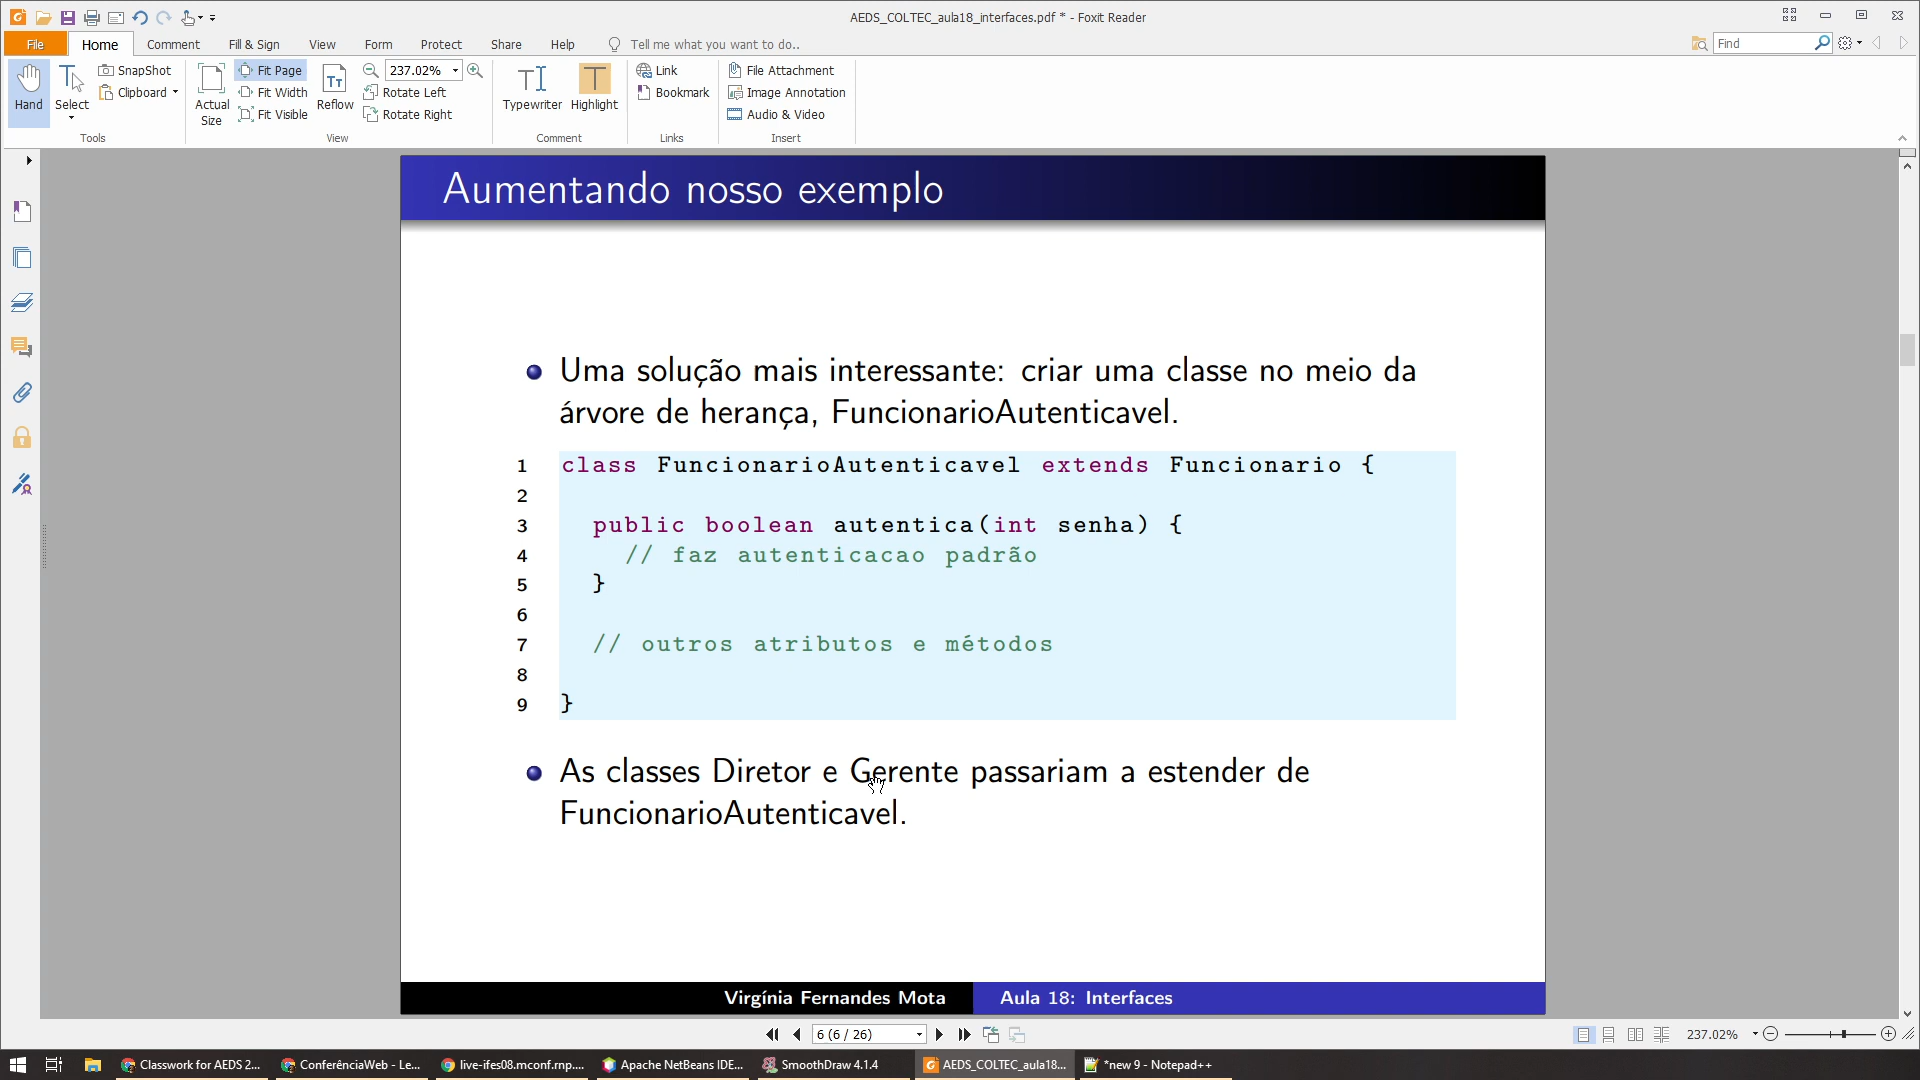 AEDS_COLTEC_aula18_interfaces.pdf * - Foxit Reader
File Home Comment Fill & Sign View Form Protect Share Help Tell me what you want to do.. Find
Hand
Select
SnapShot
Clipboard
Tools
Actual Size
Fit Page
Fit Width
Fit Visible
Reflow
237.02%
Rotate Left
Rotate Right
View
Typewriter
Highlight
Comment
Link
Bookmark
Links
File Attachment
Image Annotation
Audio & Video
Insert
Aumentando nosso exemplo
Uma solução mais interessante: criar uma classe no meio da
árvore de herança, FuncionarioAutenticavel.
1 class FuncionarioAutenticavel extends Funcionario {
2
3 public boolean autentica(int senha) {
4 // faz autenticacao padrão
5 }
6
7 // outros atributos e métodos
8
9 }
As classes Diretor e Gerente passariam a estender de
FuncionarioAutenticavel.
Virgínia Fernandes Mota Aula 18: Interfaces
6 (6 / 26) 237.02%
Classwork for AEDS 2... ConferênciaWeb - Le... live-ifes08.mconf.rnp.... Apache NetBeans IDE... SmoothDraw 4.1.4 AEDS_COLTEC_aula18... *new 9 - Notepad++